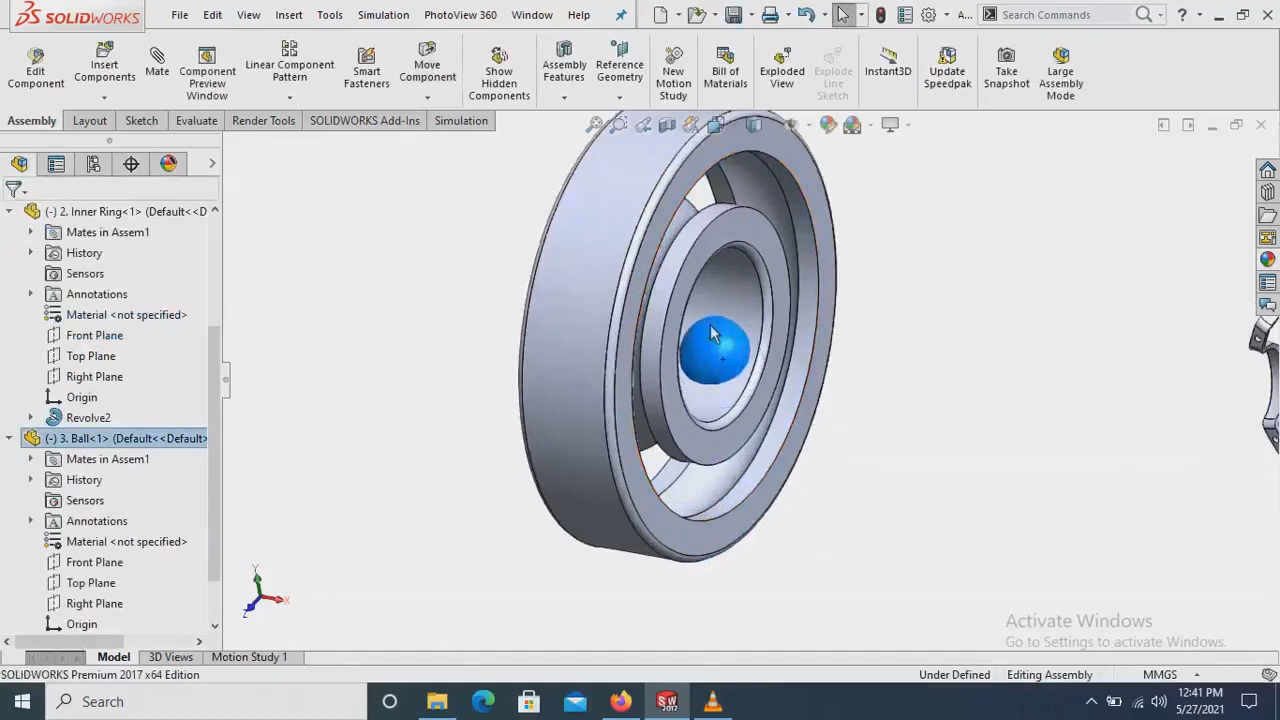 SOLIDWORKS
File Edit View Insert Tools Simulation PhotoView 360 Window Help
A... Search Commands ?
Edit Component
Insert Components
Mate
Component Preview Window
Linear Component Pattern
Smart Fasteners
Move Component
Show Hidden Components
Assembly Features
Reference Geometry
New Motion Study
Bill of Materials
Exploded View
Explode Line Sketch
Instant3D
Update Speedpak
Take Snapshot
Large Assembly Mode
Assembly Layout Sketch Evaluate Render Tools SOLIDWORKS Add-Ins Simulation
(-) 2. Inner Ring<1> (Default<<D
Mates in Assem1
History
Sensors
Annotations
Material <not specified>
Front Plane
Top Plane
Right Plane
Origin
Revolve2
(-) 3. Ball<1> (Default<<Default>
Mates in Assem1
History
Sensors
Annotations
Material <not specified>
Front Plane
Top Plane
Right Plane
Origin
Y
X
Z
Activate Windows
Go to Settings to activate Windows.
Model 3D Views Motion Study 1
SOLIDWORKS Premium 2017 x64 Edition Under Defined Editing Assembly MMGS
Search
SW
2017
12:41 PM
5/27/2021